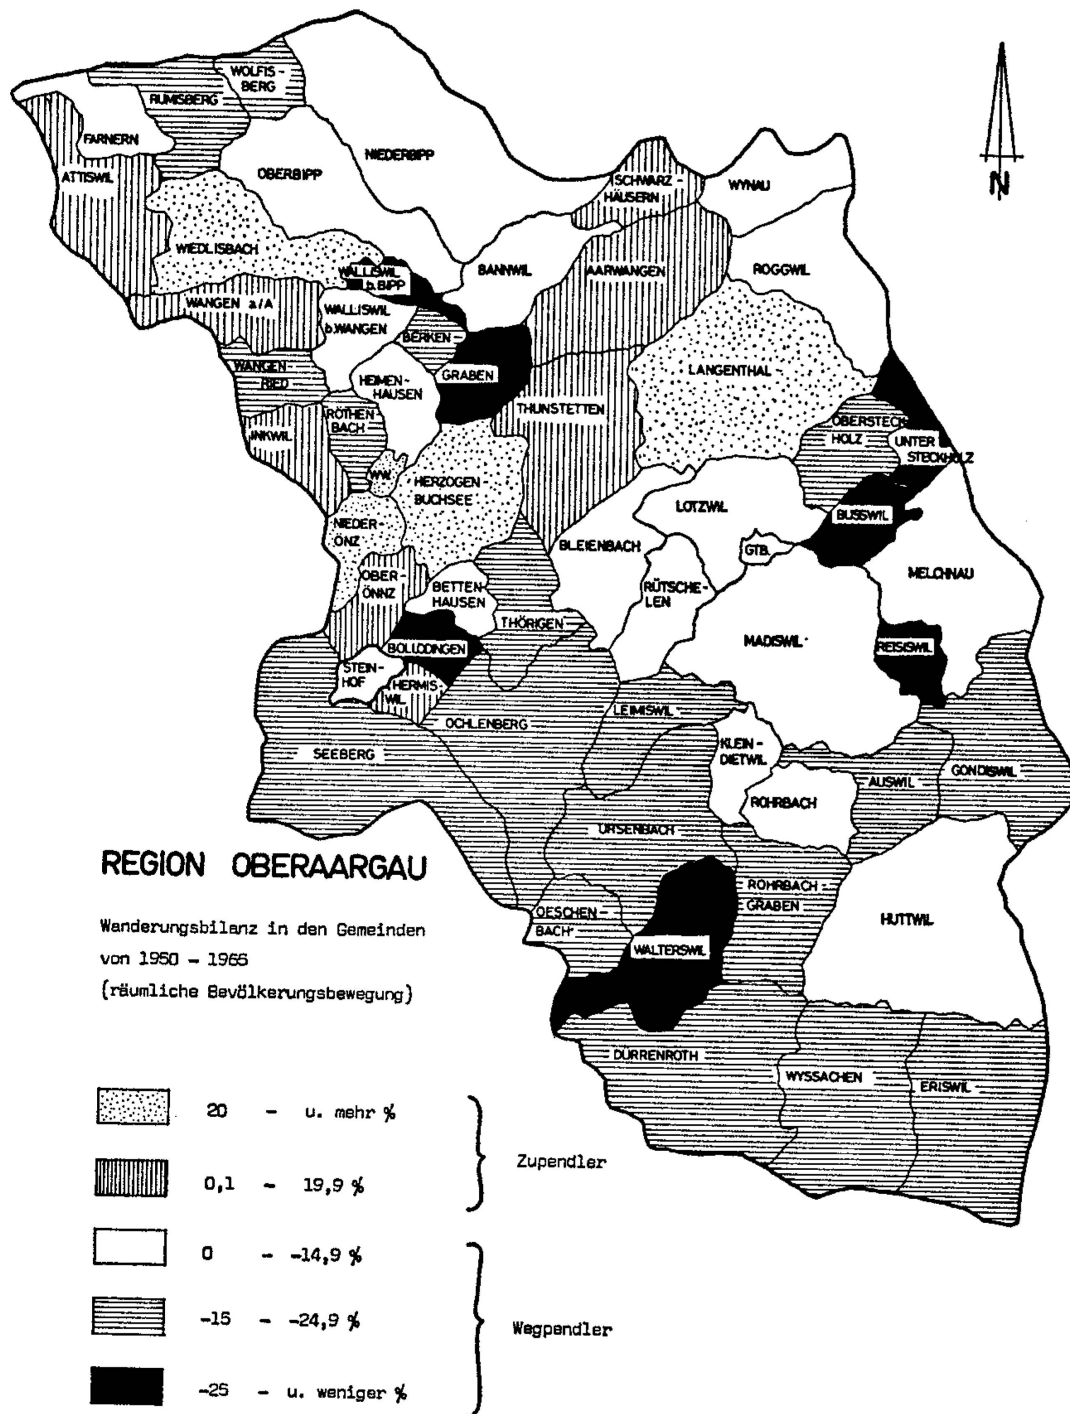 WOLFIS-
BERG
RUMISBERG
FARNERN
NIEDERBIPP
OBERBIPP
ATTISWIL
SCHWARZ-
HÄUSERN
WYNAU
N
WIEDLISBACH
WALLISWIL
b.BIPP
BANNWIL
AARWANGEN
ROGGWIL
WANGEN a/A
WALLISWIL
b.WANGEN
BERKEN
WANGEN
RIED
HEIMEN-
HAUSEN
GRABEN
LANGENTHAL
THUNSTETTEN
RÖTHEN
BACH
INKWIL
OBERSTECK
HOLZ
UNTER
STECKHOLZ
WW.
HERZOGEN
BUCHSEE
LOTZWIL
BUSSWIL
NIEDER-
ÖNZ
BLEIENBACH
GTB.
MELCHNAU
OBER-
ÖNNZ
BETTEN
HAUSEN
RÜTSCHE-
LEN
THÖRIGEN
MADISWIL
REISISWIL
BOLLODINGEN
STEIN-
HOF
HERMIS-
WIL
OCHLENBERG
LEIMISWIL
SEEBERG
KLEIN-
DIETWIL
AUSWIL
GONDISWIL
ROHRBACH
URSENBACH
REGION OBERAARGAU
ROHRBACH-
GRABEN
Wanderungsbilanz in den Gemeinden
OESCHEN-
BACH
HUTTWIL
von 1950 - 1965
WALTERSWIL
(räumliche Bevölkerungsbewegung)
DÜRRENROTH
WYSSACHEN
ERISWIL
20 - u. mehr %
Zupendler
0,1 - 19,9 %
0 - -14,9 %
-15 - -24,9 %
Wegpendler
-25 - u. weniger %